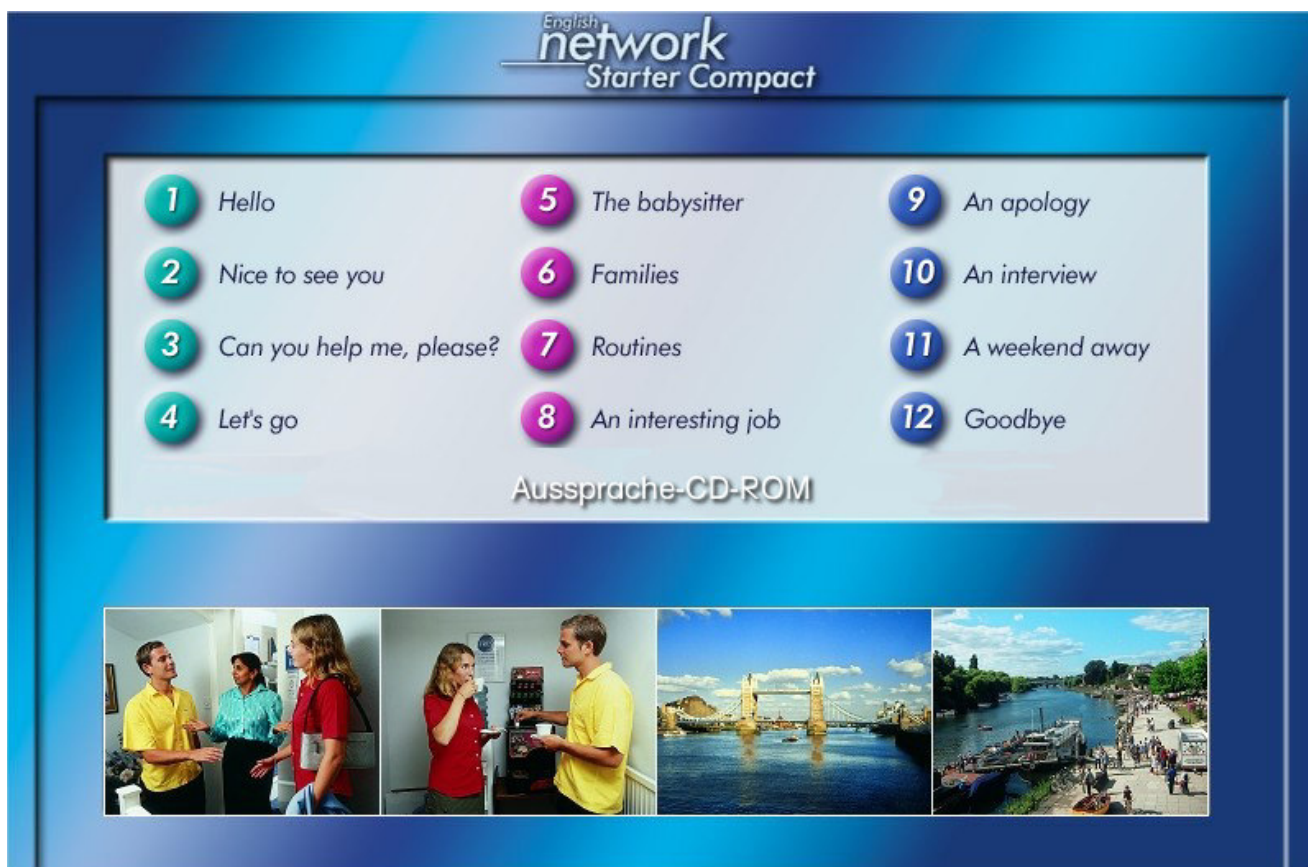 English
network
Starter Compact
1 Hello
2 Nice to see you
3 Can you help me, please?
4 Let's go
5 The babysitter
6 Families
7 Routines
8 An interesting job
9 An apology
10 An interview
11 A weekend away
12 Goodbye
Aussprache-CD-ROM